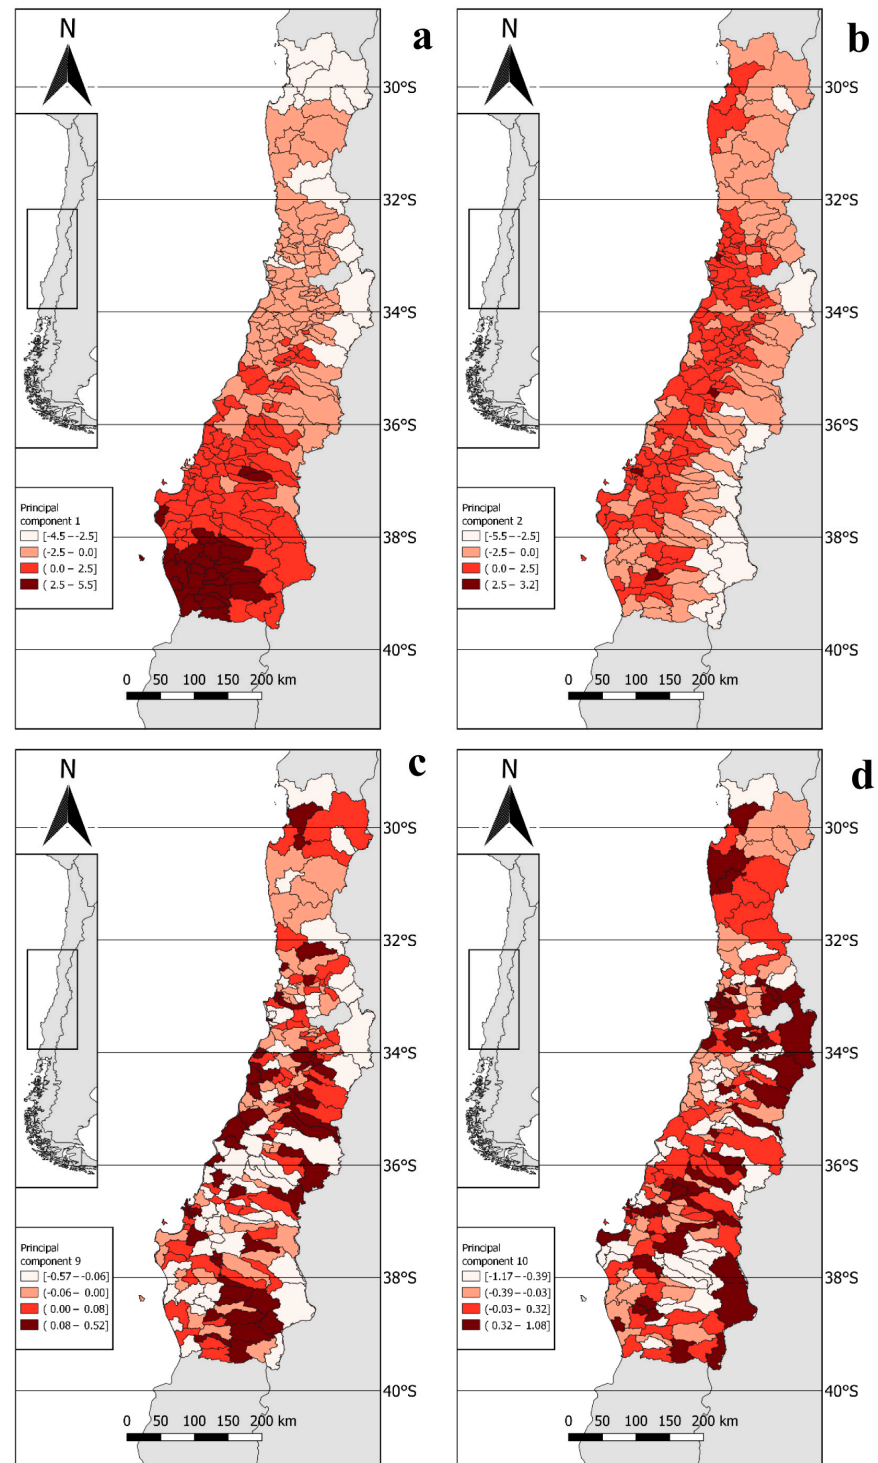 a
N
30°S
32°S
34°S
36°S
38°S
40°S
Principal
component 1
[-4.5 – -2.5]
(-2.5 – 0.0]
( 0.0 – 2.5]
( 2.5 – 5.5]
0 50 100 150 200 km
b
N
30°S
32°S
34°S
36°S
38°S
40°S
Principal
component 2
[-5.5 – -2.5]
(-2.5 – 0.0]
( 0.0 – 2.5]
( 2.5 – 3.2]
0 50 100 150 200 km
c
N
30°S
32°S
34°S
36°S
38°S
40°S
Principal
component 9
[-0.57 – -0.06]
(-0.06 – 0.00]
( 0.00 – 0.08]
( 0.08 – 0.52]
0 50 100 150 200 km
d
N
30°S
32°S
34°S
36°S
38°S
40°S
Principal
component 10
[-1.17 – -0.39]
(-0.39 – -0.03]
(-0.03 – 0.32]
( 0.32 – 1.08]
0 50 100 150 200 km